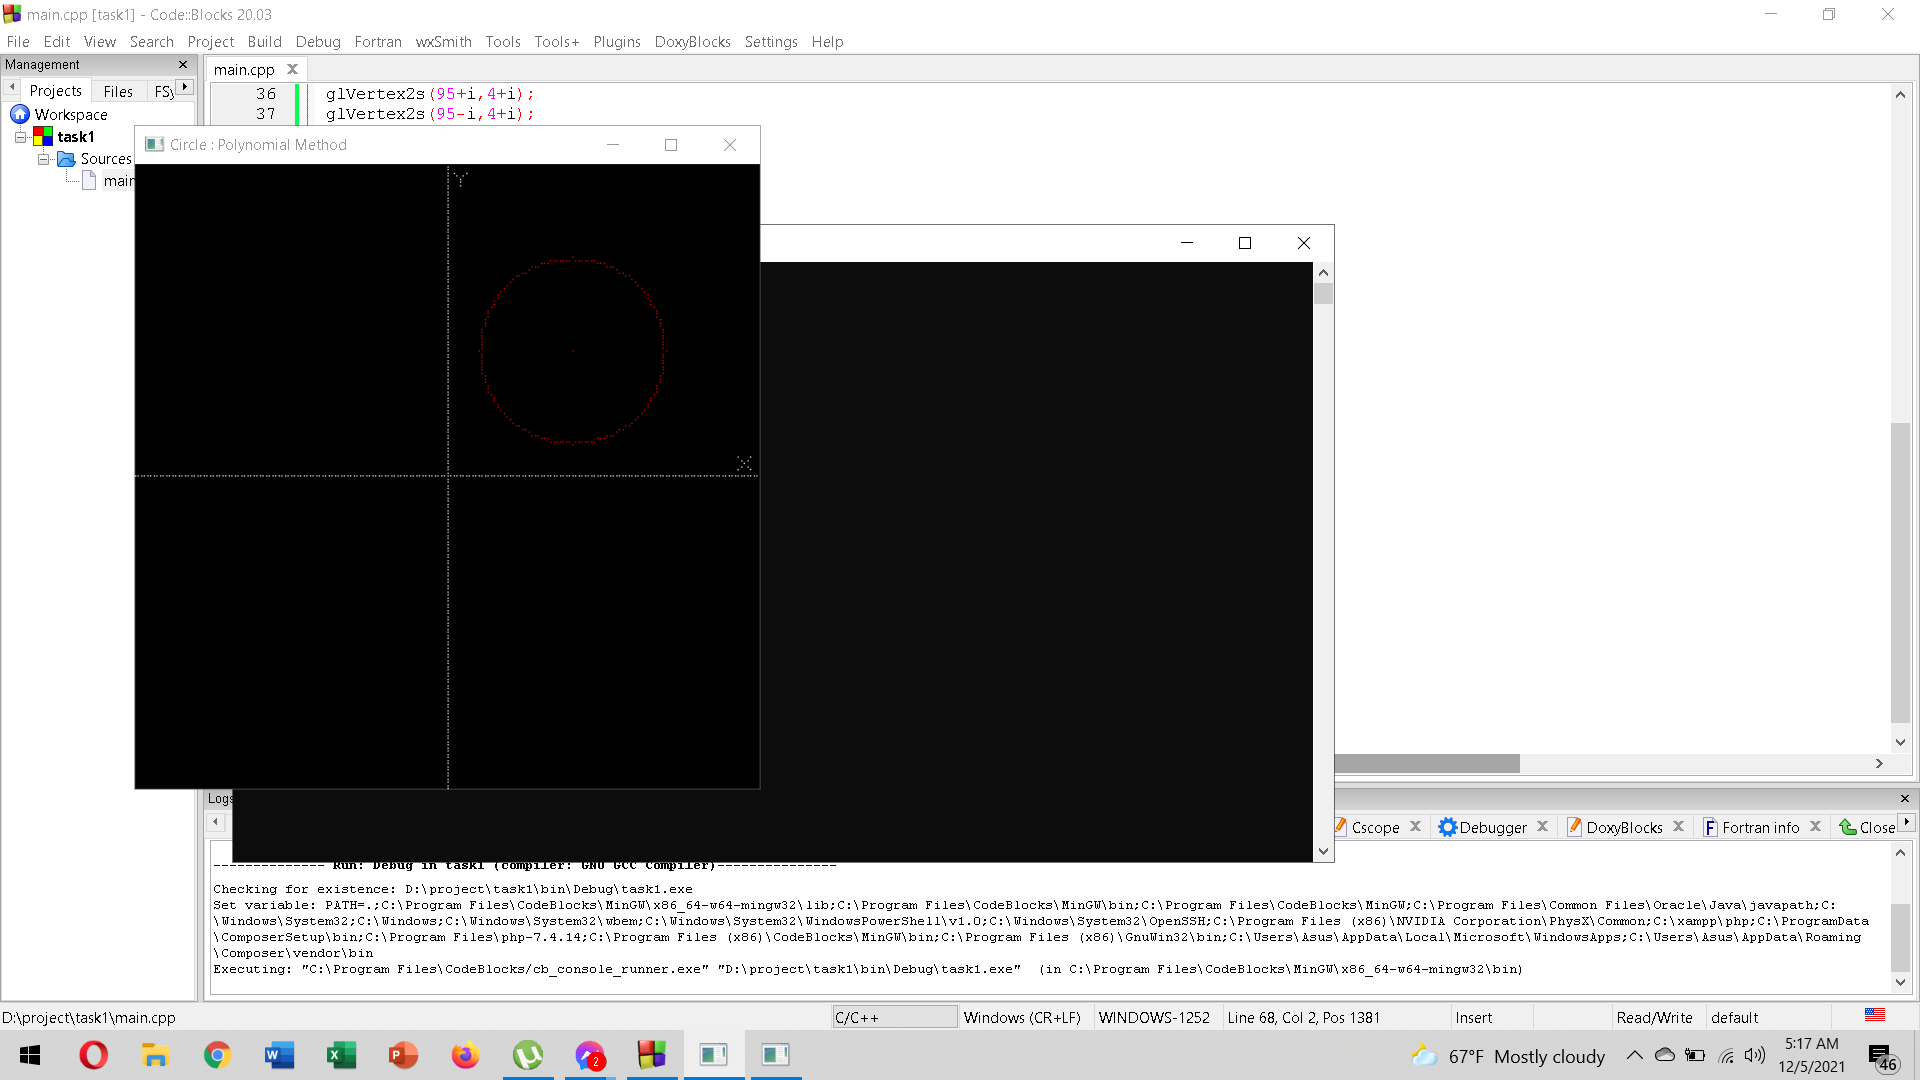 main.cpp [task1] - Code::Blocks 20.03
File Edit View Search Project Build Debug Fortran wxSmith Tools Tools+ Plugins DoxyBlocks Settings Help
Management
main.cpp
Projects Files FSy
36 glVertex2s(95+i,4+i);
37 glVertex2s(95-i,4+i);
Workspace
task1
Sources
main
Circle : Polynomial Method
Y
X
Logs
Cscope Debugger DoxyBlocks Fortran info Close
-------------- Run: Debug in task1 (compiler: GNU GCC Compiler)---------------
Checking for existence: D:\project\task1\bin\Debug\task1.exe
Set variable: PATH=.;C:\Program Files\CodeBlocks\MinGW\x86_64-w64-mingw32\lib;C:\Program Files\CodeBlocks\MinGW\bin;C:\Program Files\CodeBlocks\MinGW;C:\Program Files\Common Files\Oracle\Java\javapath;C:
\Windows\System32;C:\Windows;C:\Windows\System32\wbem;C:\Windows\System32\WindowsPowerShell\v1.0;C:\Windows\System32\OpenSSH;C:\Program Files (x86)\NVIDIA Corporation\PhysX\Common;C:\xampp\php;C:\ProgramData
\ComposerSetup\bin;C:\Program Files\php-7.4.14;C:\Program Files (x86)\CodeBlocks\MinGW\bin;C:\Program Files (x86)\GnuWin32\bin;C:\Users\Asus\AppData\Local\Microsoft\WindowsApps;C:\Users\Asus\AppData\Roaming
\Composer\vendor\bin
Executing: "C:\Program Files\CodeBlocks/cb_console_runner.exe" "D:\project\task1\bin\Debug\task1.exe"  (in C:\Program Files\CodeBlocks\MinGW\x86_64-w64-mingw32\bin)
D:\project\task1\main.cpp C/C++ Windows (CR+LF) WINDOWS-1252 Line 68, Col 2, Pos 1381 Insert Read/Write default
2
67°F Mostly cloudy
5:17 AM
12/5/2021
46